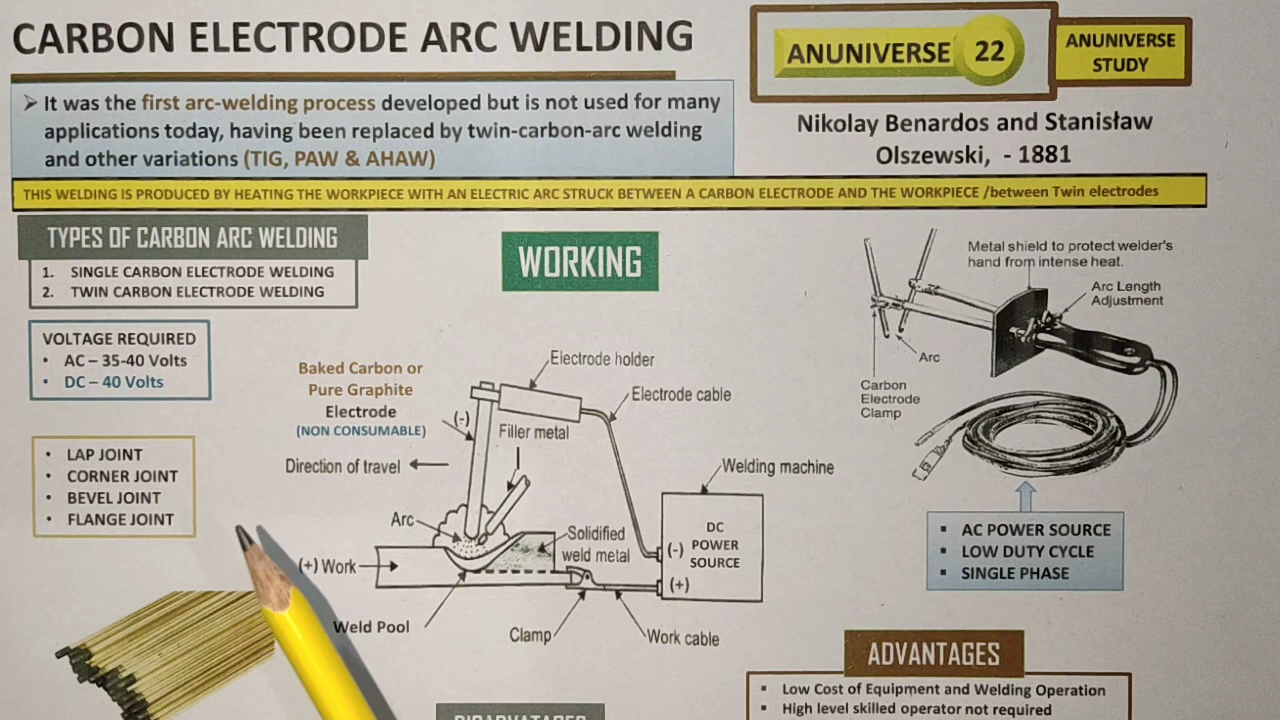 CARBON ELECTRODE ARC WELDING
ANUNIVERSE 22
ANUNIVERSE
STUDY
➢ It was the first arc-welding process developed but is not used for many
applications today, having been replaced by twin-carbon-arc welding
and other variations (TIG, PAW & AHAW)
Nikolay Benardos and Stanisław
Olszewski, - 1881
THIS WELDING IS PRODUCED BY HEATING THE WORKPIECE WITH AN ELECTRIC ARC STRUCK BETWEEN A CARBON ELECTRODE AND THE WORKPIECE /between Twin electrodes
TYPES OF CARBON ARC WELDING
1. SINGLE CARBON ELECTRODE WELDING
2. TWIN CARBON ELECTRODE WELDING
VOLTAGE REQUIRED
• AC – 35-40 Volts
• DC – 40 Volts
• LAP JOINT
• CORNER JOINT
• BEVEL JOINT
• FLANGE JOINT
WORKING
Baked Carbon or
Pure Graphite
Electrode
(NON CONSUMABLE)
Electrode holder
Electrode cable
(-)
Filler metal
Direction of travel
Welding machine
Arc
Solidified
weld metal
DC
POWER
SOURCE
(-)
(+)
(+) Work
Weld Pool
Clamp
Work cable
Metal shield to protect welder's
hand from intense heat.
Arc Length
Adjustment
Arc
Carbon
Electrode
Clamp
▪ AC POWER SOURCE
▪ LOW DUTY CYCLE
▪ SINGLE PHASE
ADVANTAGES
▪ Low Cost of Equipment and Welding Operation
▪ High level skilled operator not required